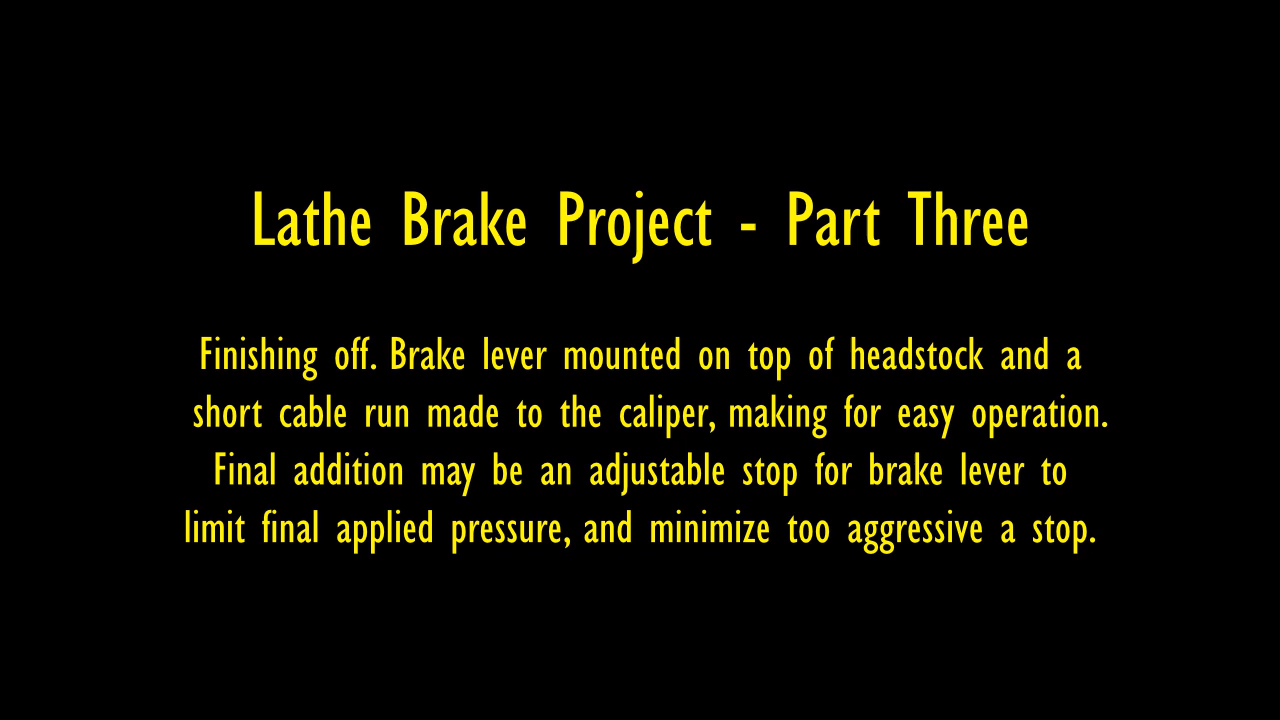 Lathe Brake Project - Part Three
Finishing off. Brake lever mounted on top of headstock and a
short cable run made to the caliper, making for easy operation.
Final addition may be an adjustable stop for brake lever to
limit final applied pressure, and minimize too aggressive a stop.